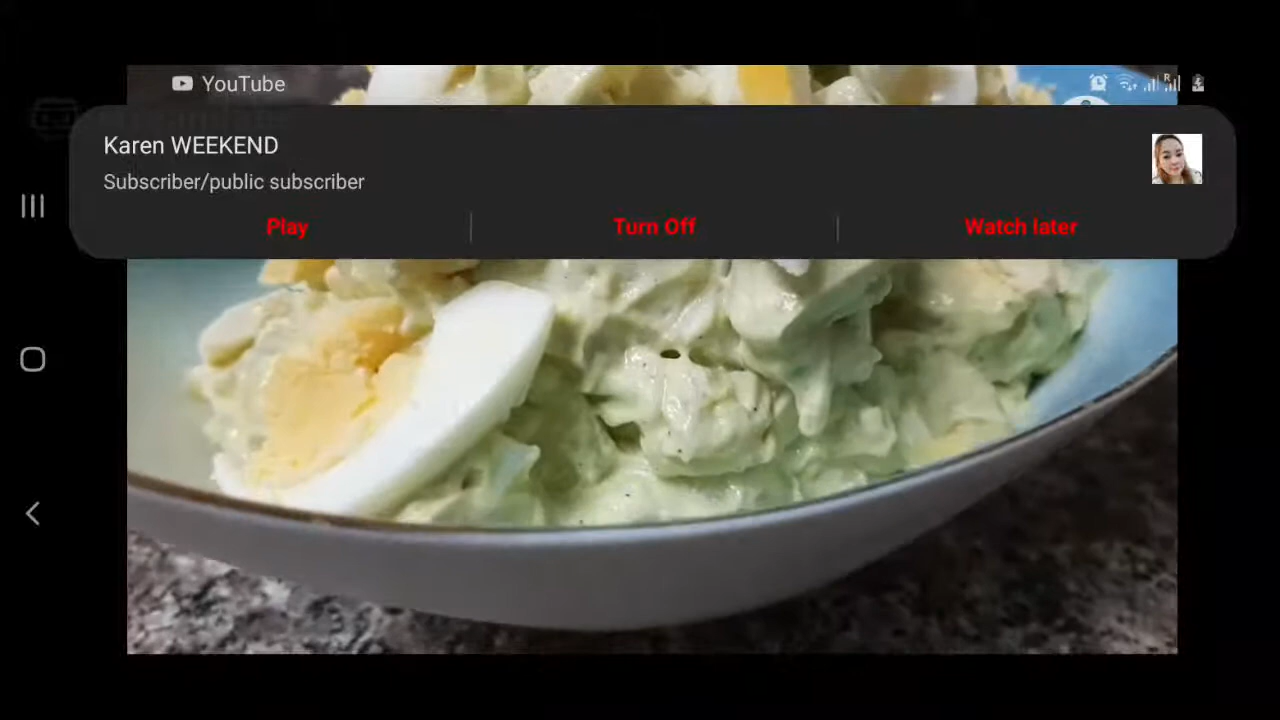 YouTube
Karen WEEKEND
Subscriber/public subscriber
Play
Turn Off
Watch later